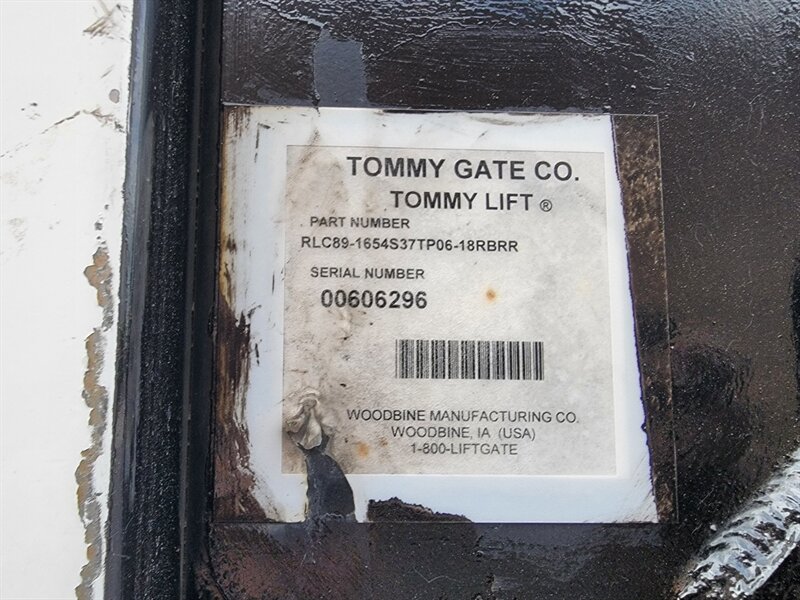 TOMMY GATE CO.
TOMMY LIFT ®
PART NUMBER
RLC89-1654S37TP06-18RBRR
SERIAL NUMBER
00606296
WOODBINE MANUFACTURING CO.
WOODBINE, IA (USA)
1-800-LIFTGATE